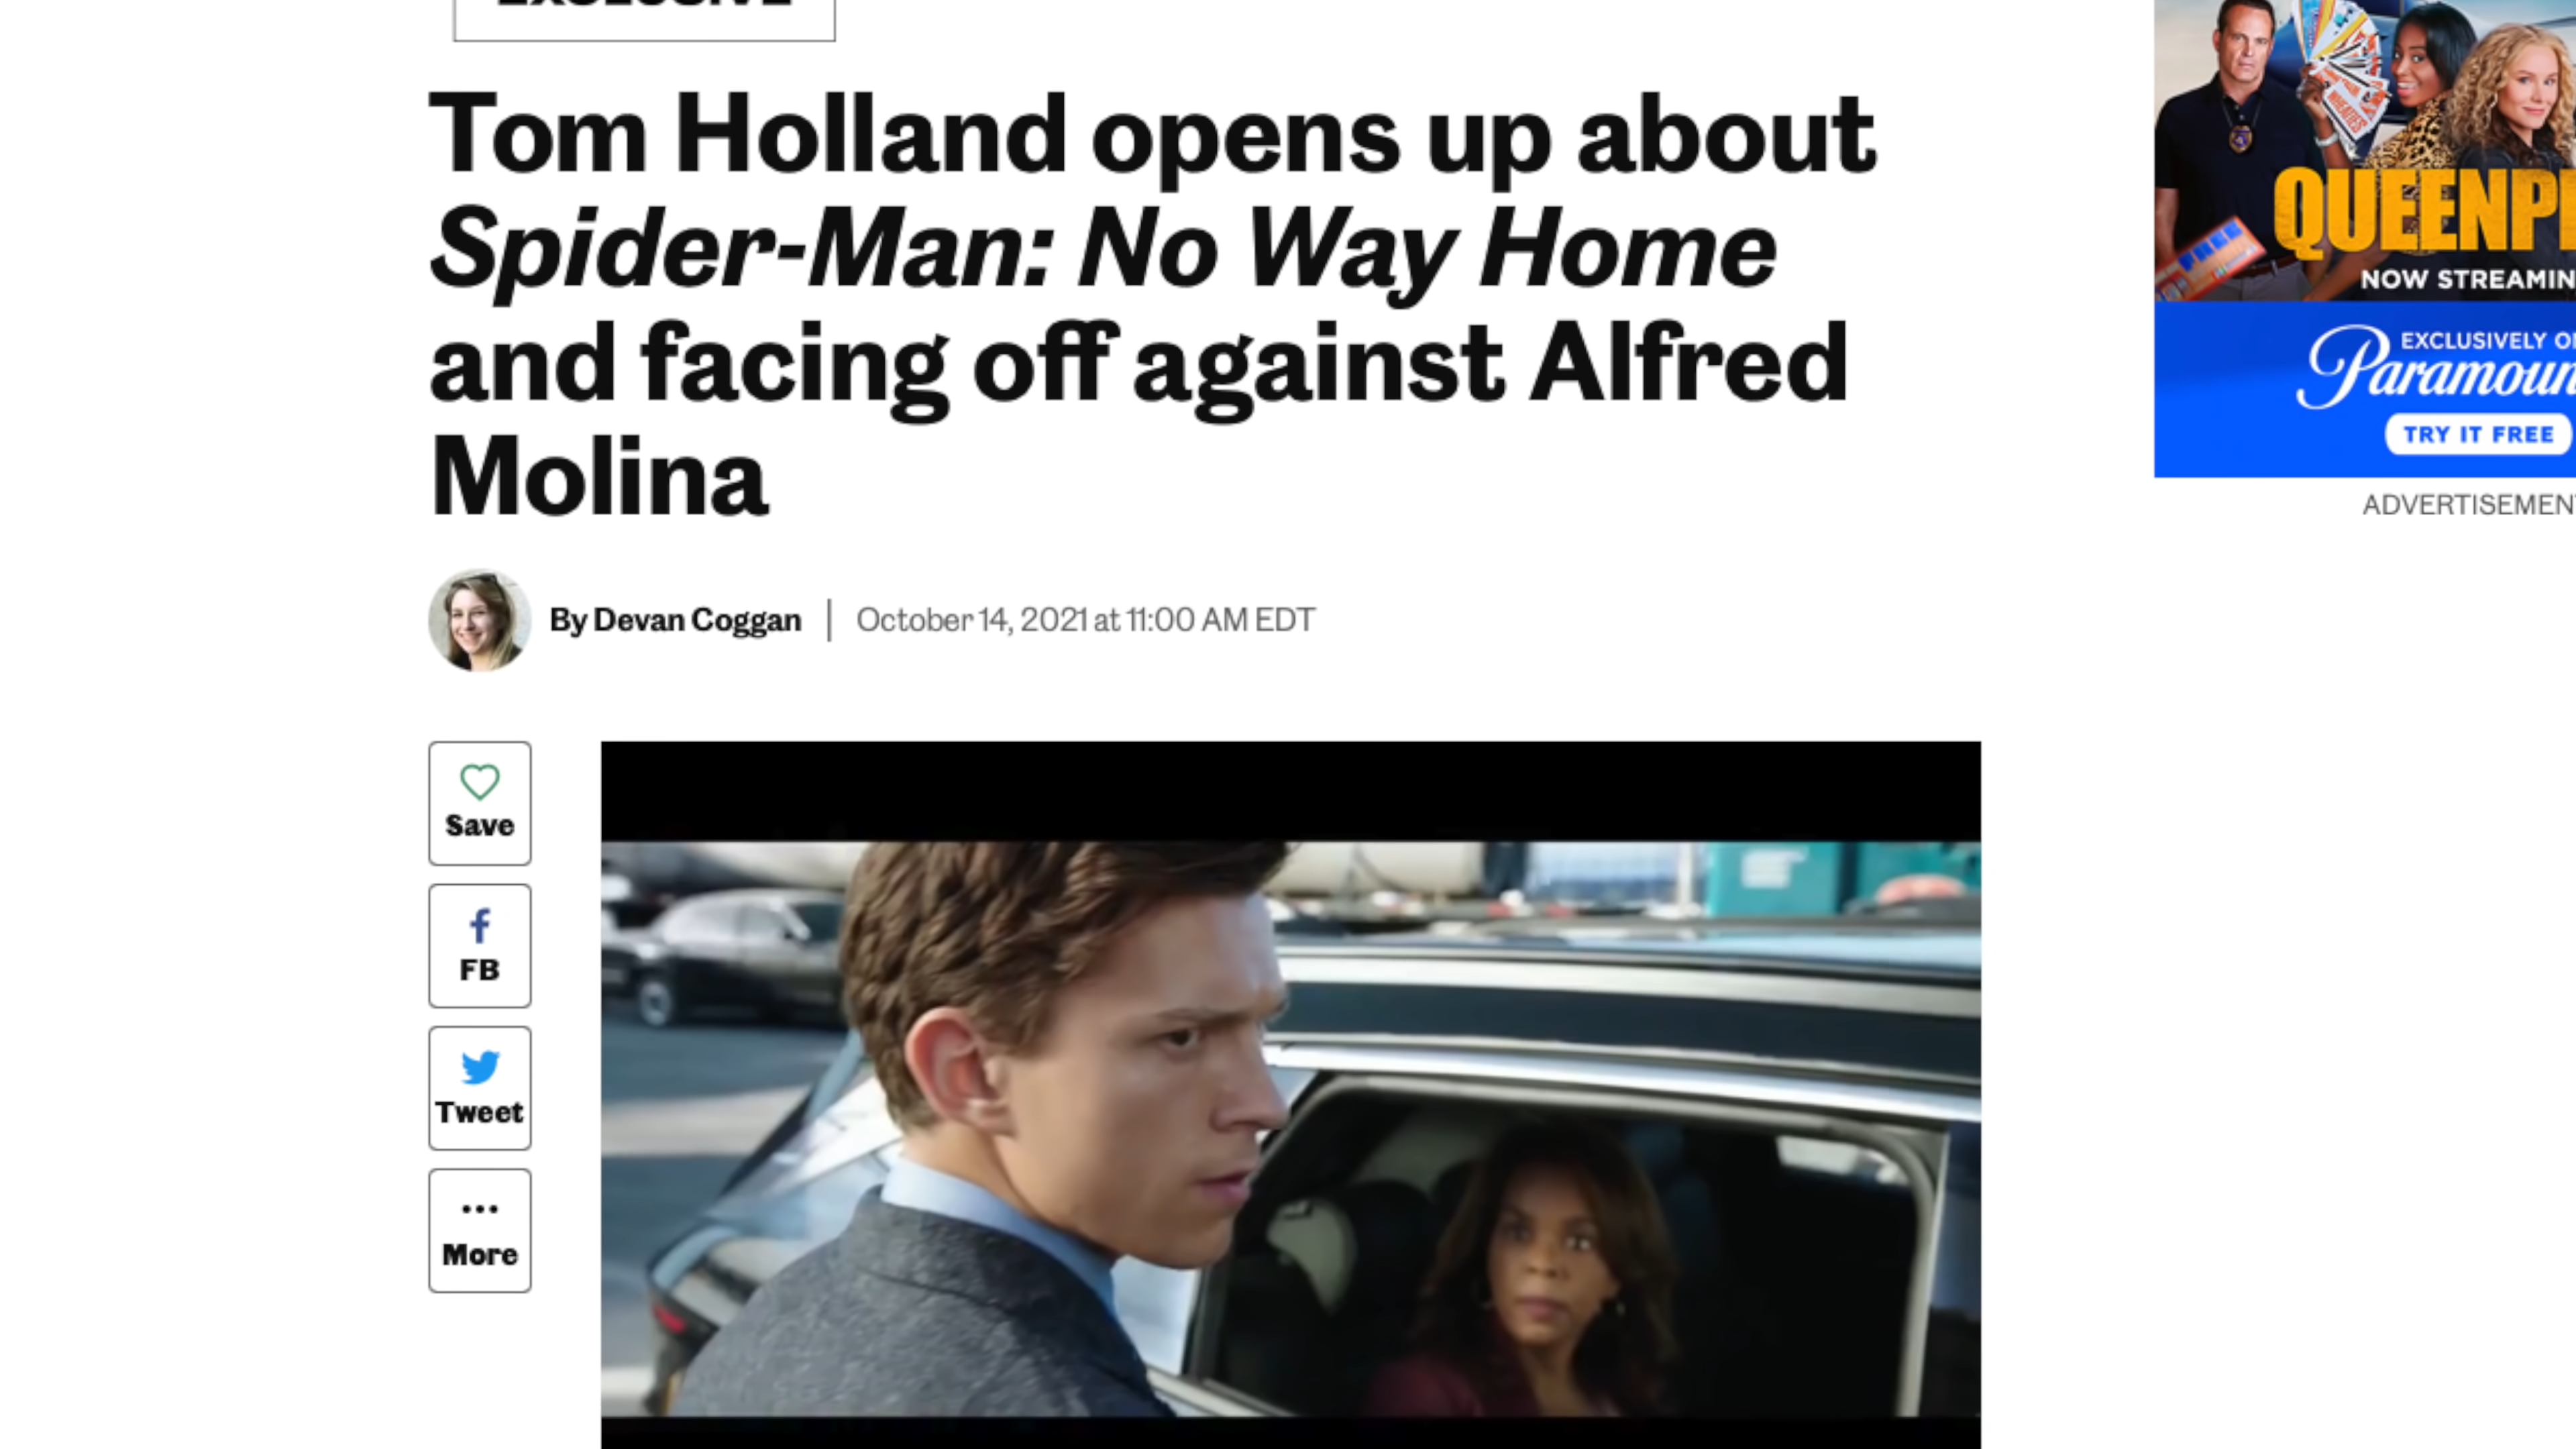 EXCLUSIVE
Tom Holland opens up about
Spider-Man: No Way Home
and facing off against Alfred
Molina
By Devan Coggan | October 14, 2021 at 11:00 AM EDT
Save
FB
Tweet
More
FREE
QUEENP
NOW STREAMIN
EXCLUSIVELY O
Paramoun
TRY IT FREE
ADVERTISEMEN